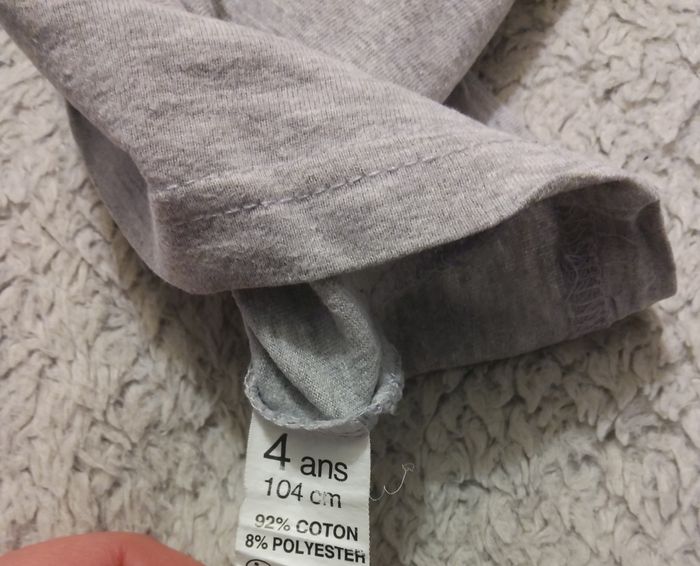 4 ans
104 cm
92% COTON
8% POLYESTER